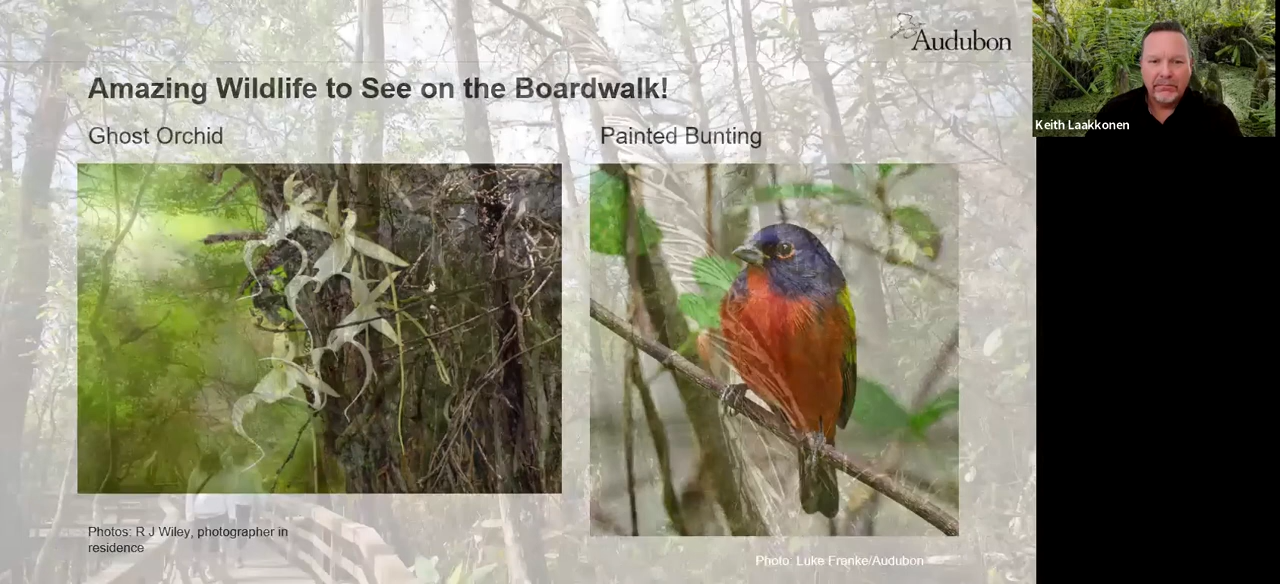 Audubon
Amazing Wildlife to See on the Boardwalk!
Ghost Orchid
Painted Bunting
Photos: R J Wiley, photographer in
residence
Photo: Luke Franke/Audubon
Keith Laakkonen